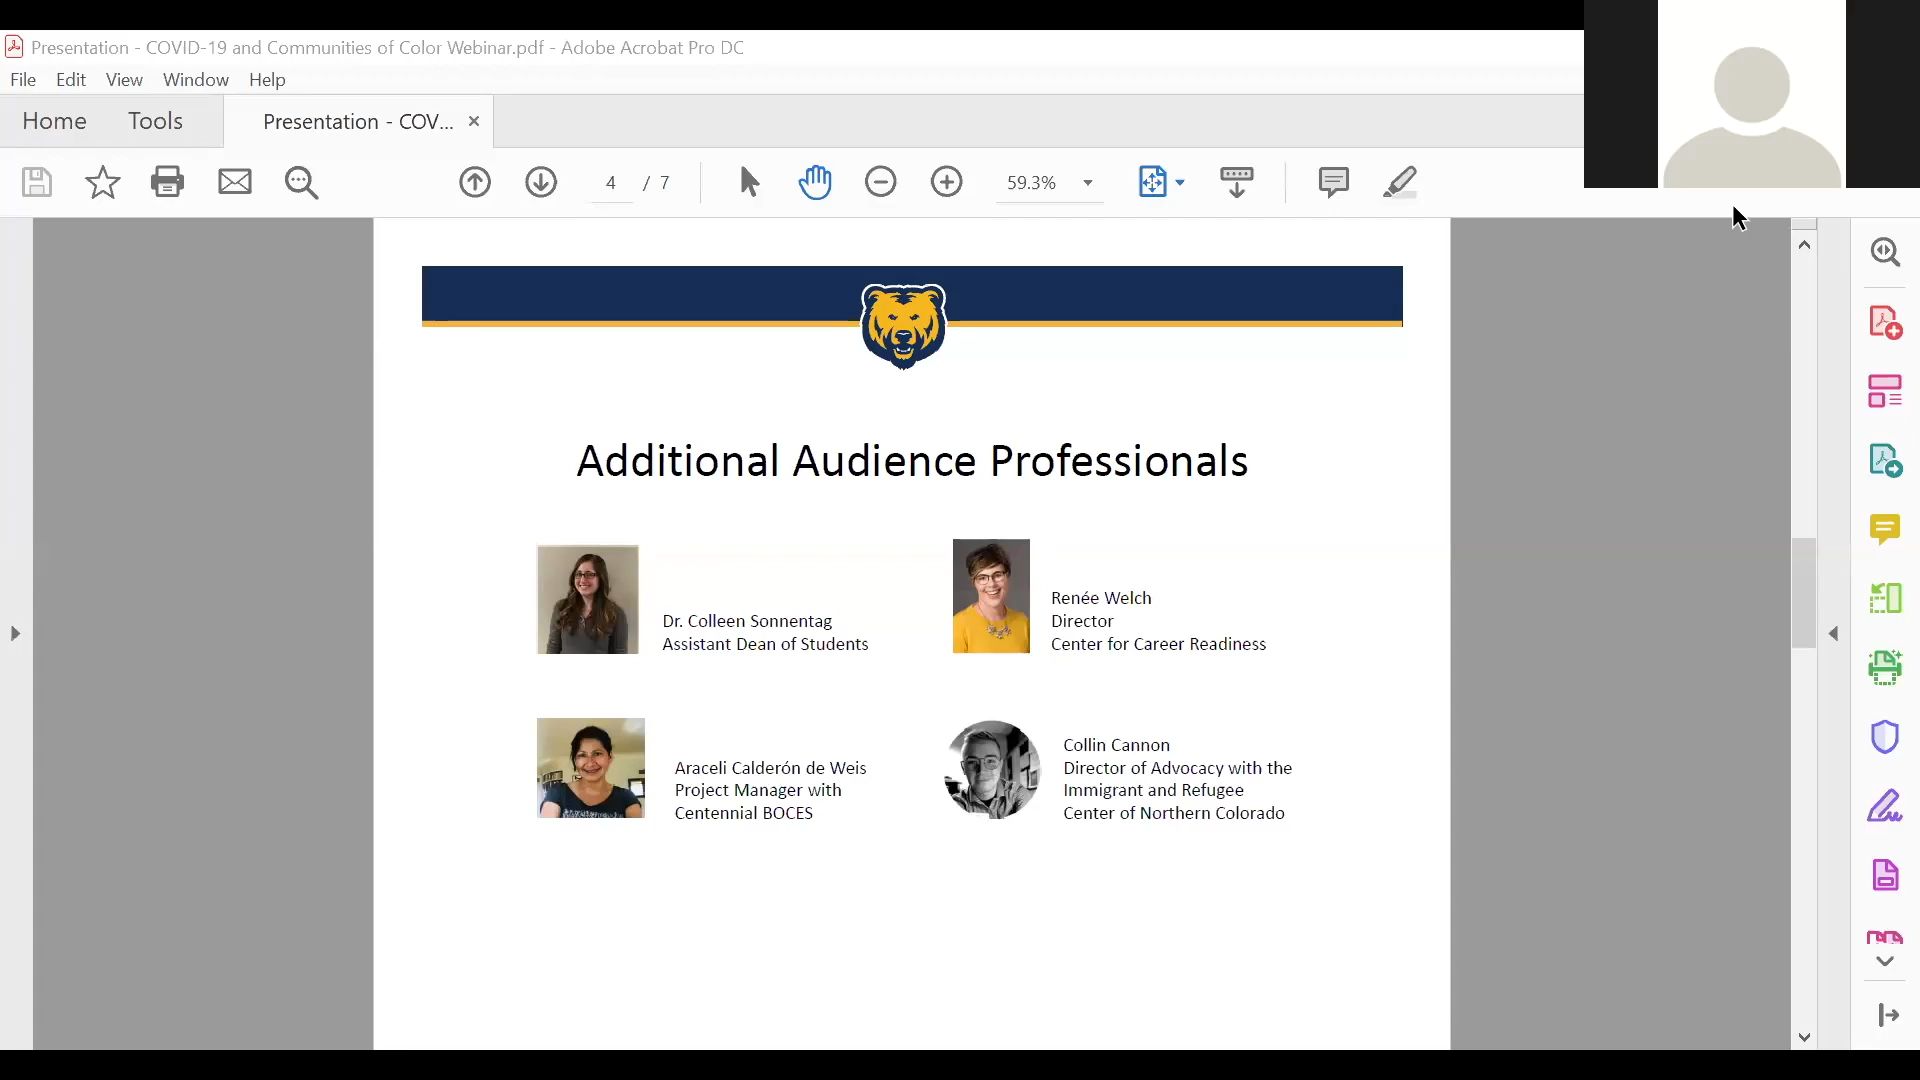 Presentation - COVID-19 and Communities of Color Webinar.pdf - Adobe Acrobat Pro DC
File Edit View Window Help
Home Tools Presentation - COV... ×
4 / 7 59.3%
Additional Audience Professionals
Dr. Colleen Sonnentag
Assistant Dean of Students
Renée Welch
Director
Center for Career Readiness
Araceli Calderón de Weis
Project Manager with
Centennial BOCES
Collin Cannon
Director of Advocacy with the
Immigrant and Refugee
Center of Northern Colorado